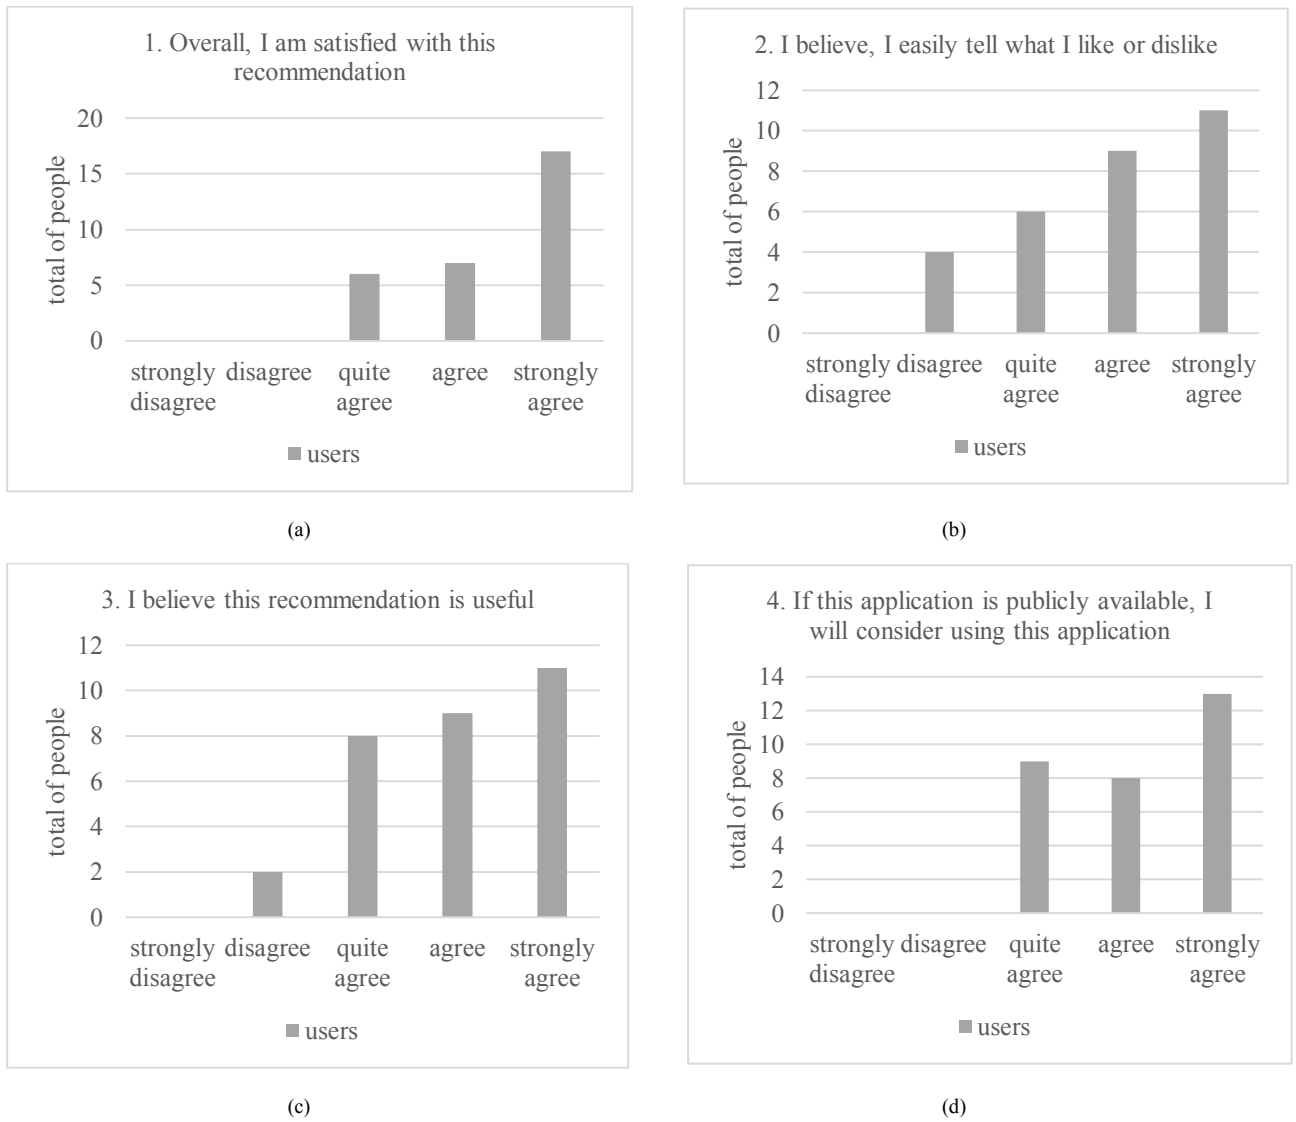 1. Overall, I am satisfied with this
recommendation
20
15
10
5
0
total of people
strongly disagree quite agree strongly
disagree agree agree
users
(a)
2. I believe, I easily tell what I like or dislike
12
10
8
6
4
2
0
total of people
strongly disagree quite agree strongly
disagree agree agree
users
(b)
3. I believe this recommendation is useful
12
10
8
6
4
2
0
total of people
strongly disagree quite agree strongly
disagree agree agree
users
(c)
4. If this application is publicly available, I
will consider using this application
14
12
10
8
6
4
2
0
total of people
strongly disagree quite agree strongly
disagree agree agree
users
(d)